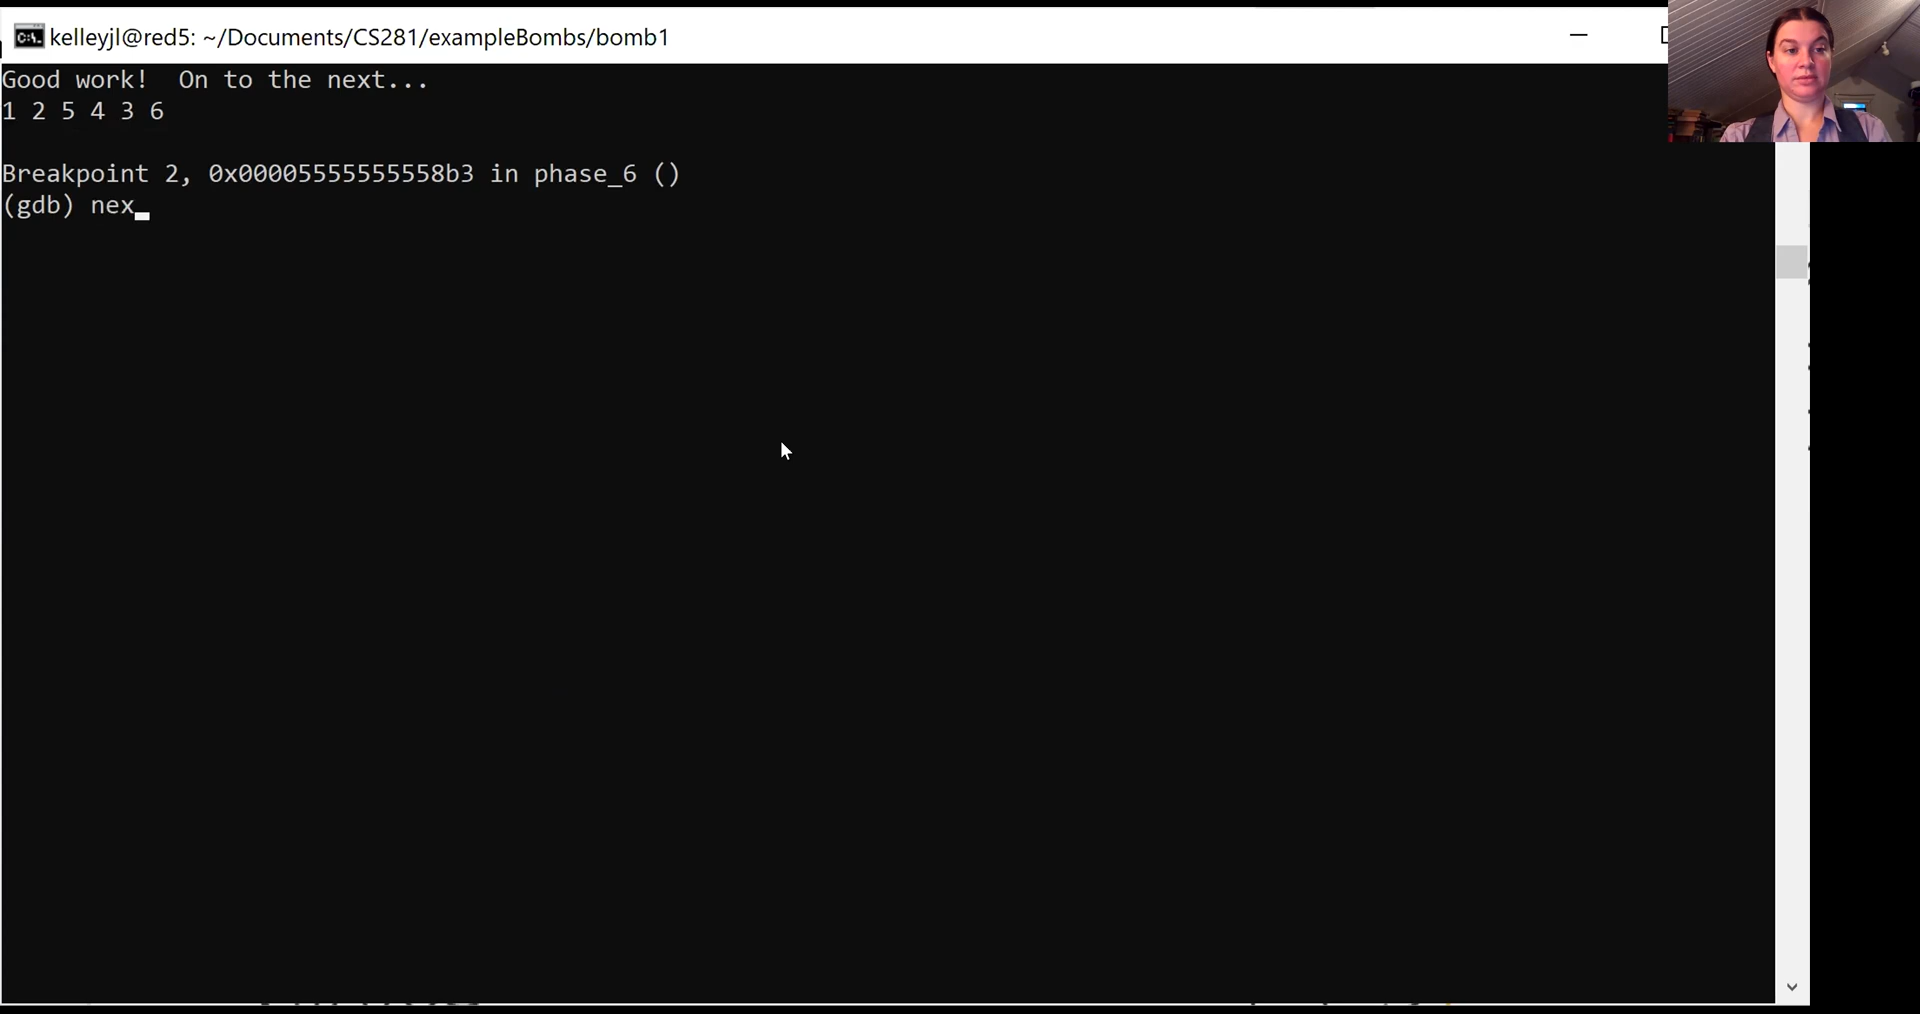 kelleyjl@red5: ~/Documents/CS281/exampleBombs/bomb1
Good work!  On to the next...
1 2 5 4 3 6
Breakpoint 2, 0x00005555555558b3 in phase_6 ()
(gdb) nex